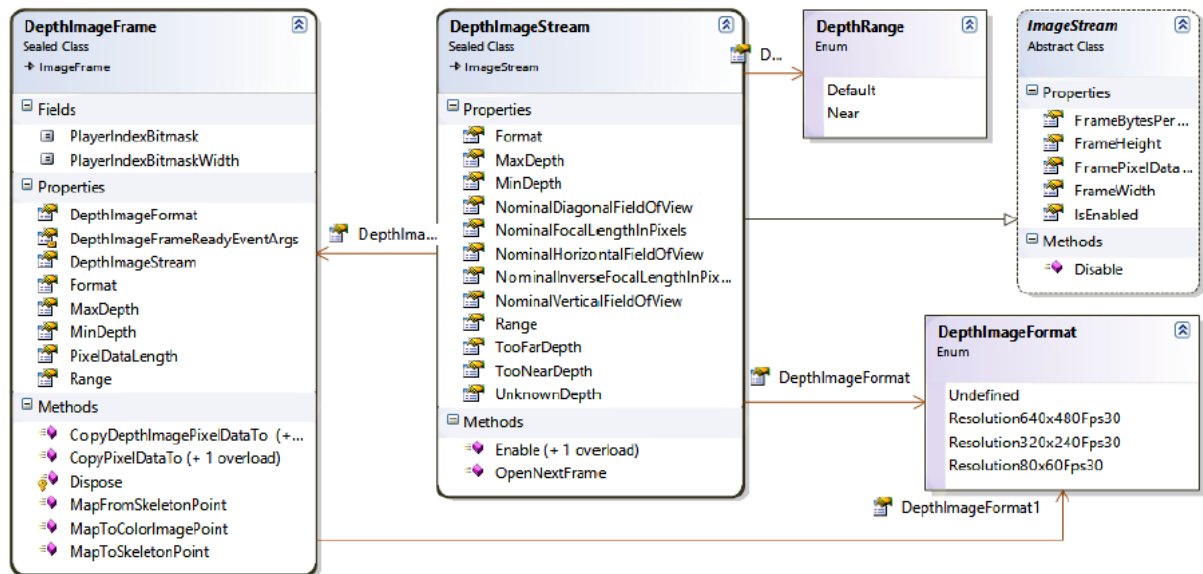 DepthImageFrame
Sealed Class
ImageFrame
Fields
PlayerIndexBitmask
PlayerIndexBitmaskWidth
Properties
DepthImageFormat
DepthImageFrameReadyEventArgs
DepthImageStream
Format
MaxDepth
MinDepth
PixelDataLength
Range
Methods
CopyDepthImagePixelDataTo (+...
CopyPixelDataTo (+ 1 overload)
Dispose
MapFromSkeletonPoint
MapToColorImagePoint
MapToSkeletonPoint
DepthIma...
DepthImageStream
Sealed Class
ImageStream
Properties
Format
MaxDepth
MinDepth
NominalDiagonalFieldOfView
NominalFocalLengthInPixels
NominalHorizontalFieldOfView
NominalInverseFocalLengthInPix...
NominalVerticalFieldOfView
Range
TooFarDepth
TooNearDepth
UnknownDepth
Methods
Enable (+ 1 overload)
OpenNextFrame
D...
DepthRange
Enum
Default
Near
ImageStream
Abstract Class
Properties
FrameBytesPer...
FrameHeight
FramePixelData...
FrameWidth
IsEnabled
Methods
Disable
DepthImageFormat
DepthImageFormat
Enum
Undefined
Resolution640x480Fps30
Resolution320x240Fps30
Resolution80x60Fps30
DepthImageFormat1